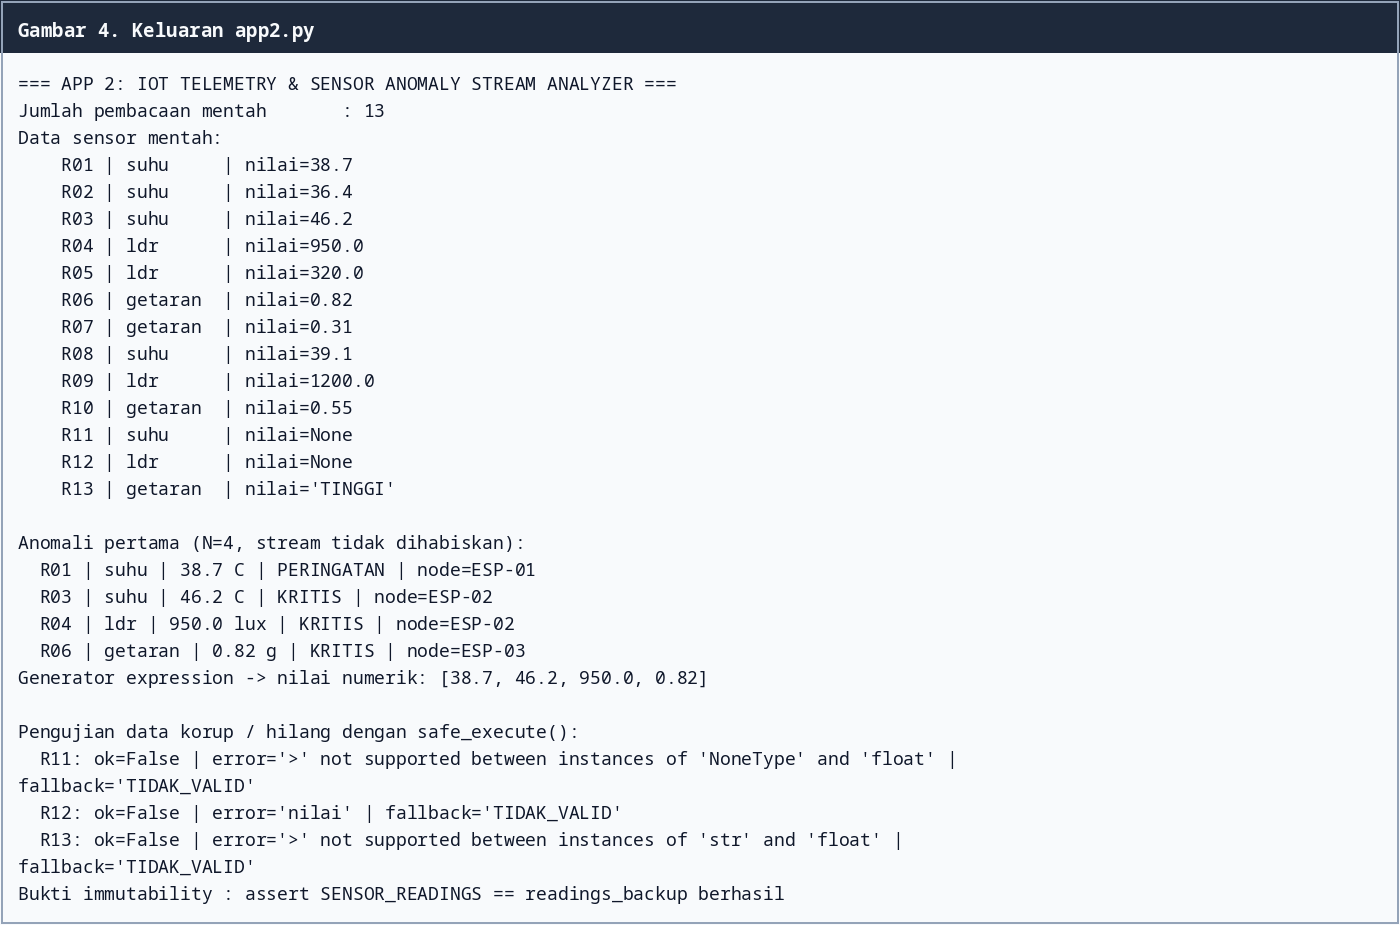 Gambar 4. Keluaran app2.py
=== APP 2: IOT TELEMETRY & SENSOR ANOMALY STREAM ANALYZER ===
Jumlah pembacaan mentah       : 13
Data sensor mentah:
    R01 | suhu     | nilai=38.7
    R02 | suhu     | nilai=36.4
    R03 | suhu     | nilai=46.2
    R04 | ldr      | nilai=950.0
    R05 | ldr      | nilai=320.0
    R06 | getaran  | nilai=0.82
    R07 | getaran  | nilai=0.31
    R08 | suhu     | nilai=39.1
    R09 | ldr      | nilai=1200.0
    R10 | getaran  | nilai=0.55
    R11 | suhu     | nilai=None
    R12 | ldr      | nilai=None
    R13 | getaran  | nilai='TINGGI'
Anomali pertama (N=4, stream tidak dihabiskan):
  R01 | suhu | 38.7 C | PERINGATAN | node=ESP-01
  R03 | suhu | 46.2 C | KRITIS | node=ESP-02
  R04 | ldr | 950.0 lux | KRITIS | node=ESP-02
  R06 | getaran | 0.82 g | KRITIS | node=ESP-03
Generator expression -> nilai numerik: [38.7, 46.2, 950.0, 0.82]
Pengujian data korup / hilang dengan safe_execute():
  R11: ok=False | error='>' not supported between instances of 'NoneType' and 'float' |
fallback='TIDAK_VALID'
  R12: ok=False | error='nilai' | fallback='TIDAK_VALID'
  R13: ok=False | error='>' not supported between instances of 'str' and 'float' |
fallback='TIDAK_VALID'
Bukti immutability : assert SENSOR_READINGS == readings_backup berhasil